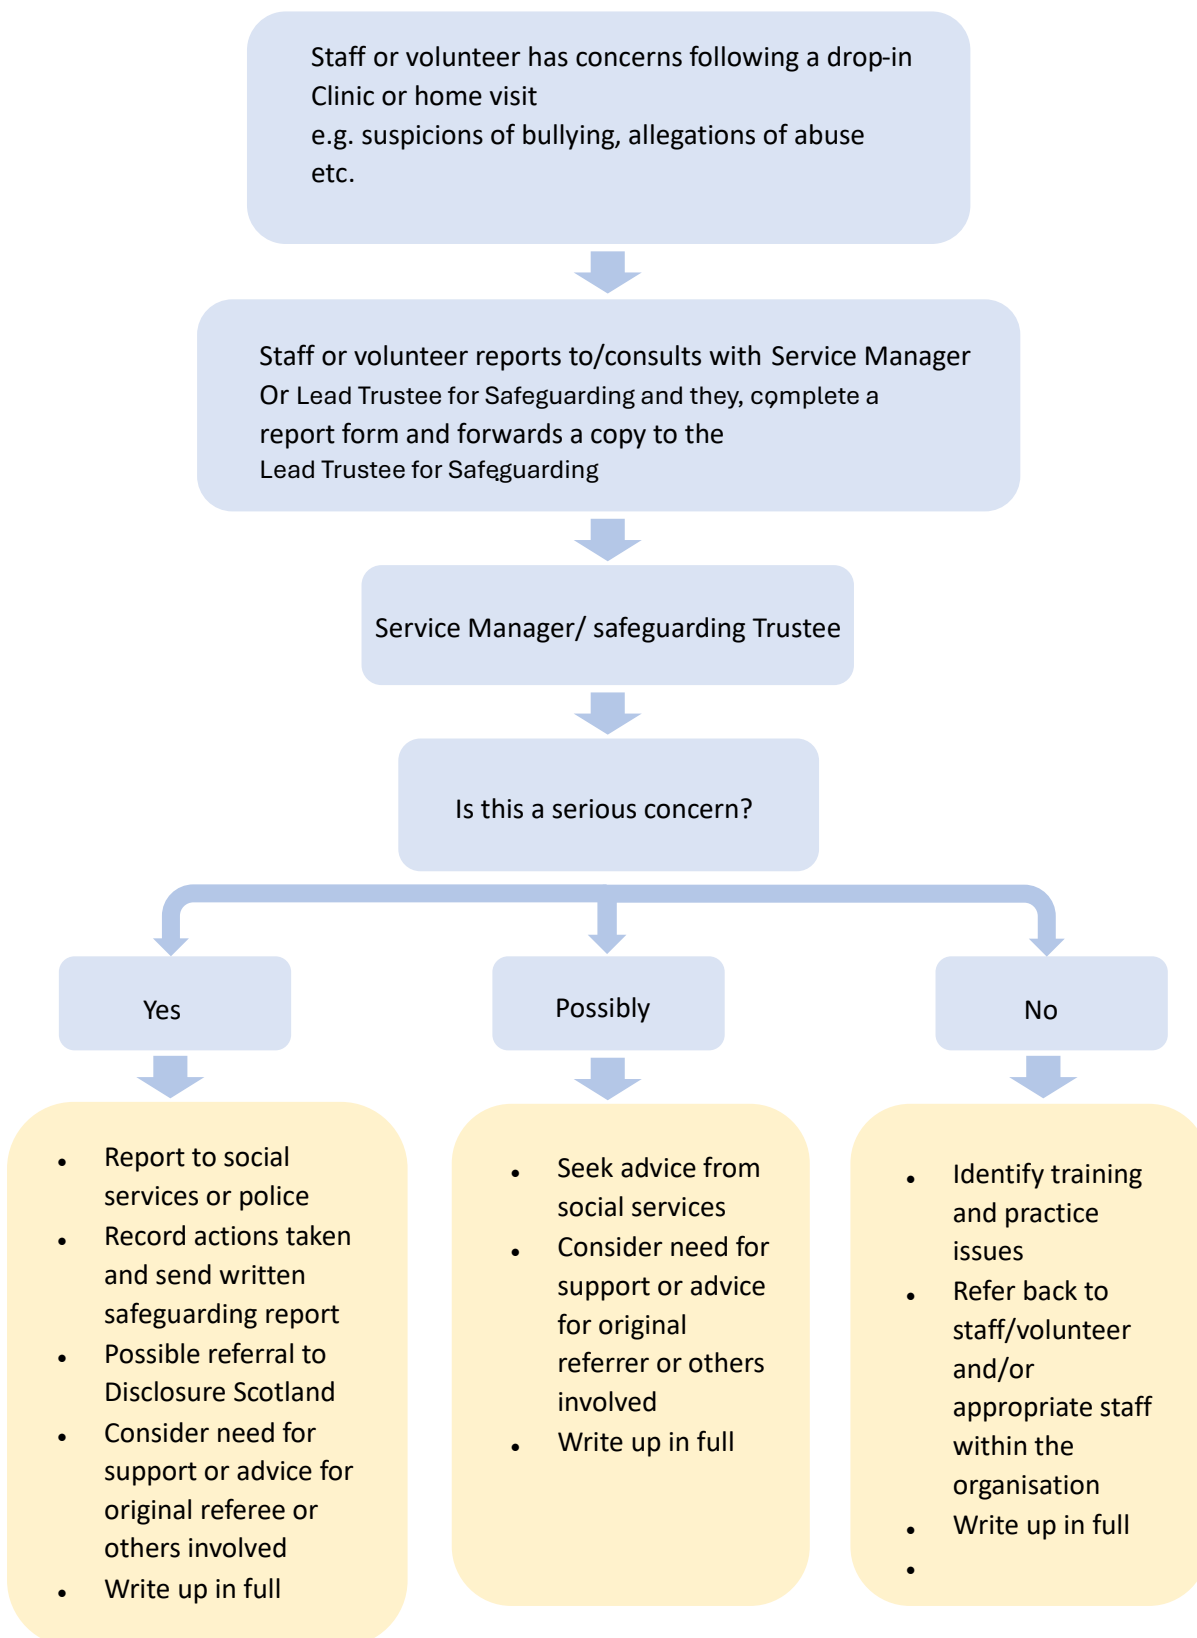 Staff or volunteer has concerns following a drop-in
Clinic or home visit
e.g. suspicions of bullying, allegations of abuse
etc.
Staff or volunteer reports to/consults with Service Manager
Or Lead Trustee for Safeguarding and they, complete a
report form and forwards a copy to the
Lead Trustee for Safeguarding
Service Manager/ safeguarding Trustee
Is this a serious concern?
Yes
Possibly
No
• Report to social
services or police
• Record actions taken
and send written
safeguarding report
• Possible referral to
Disclosure Scotland
• Consider need for
support or advice for
original referee or
others involved
• Write up in full
• Seek advice from
social services
• Consider need for
support or advice
for original
referrer or others
involved
• Write up in full
• Identify training
and practice
issues
• Refer back to
staff/volunteer
and/or
appropriate staff
within the
organisation
• Write up in full
•